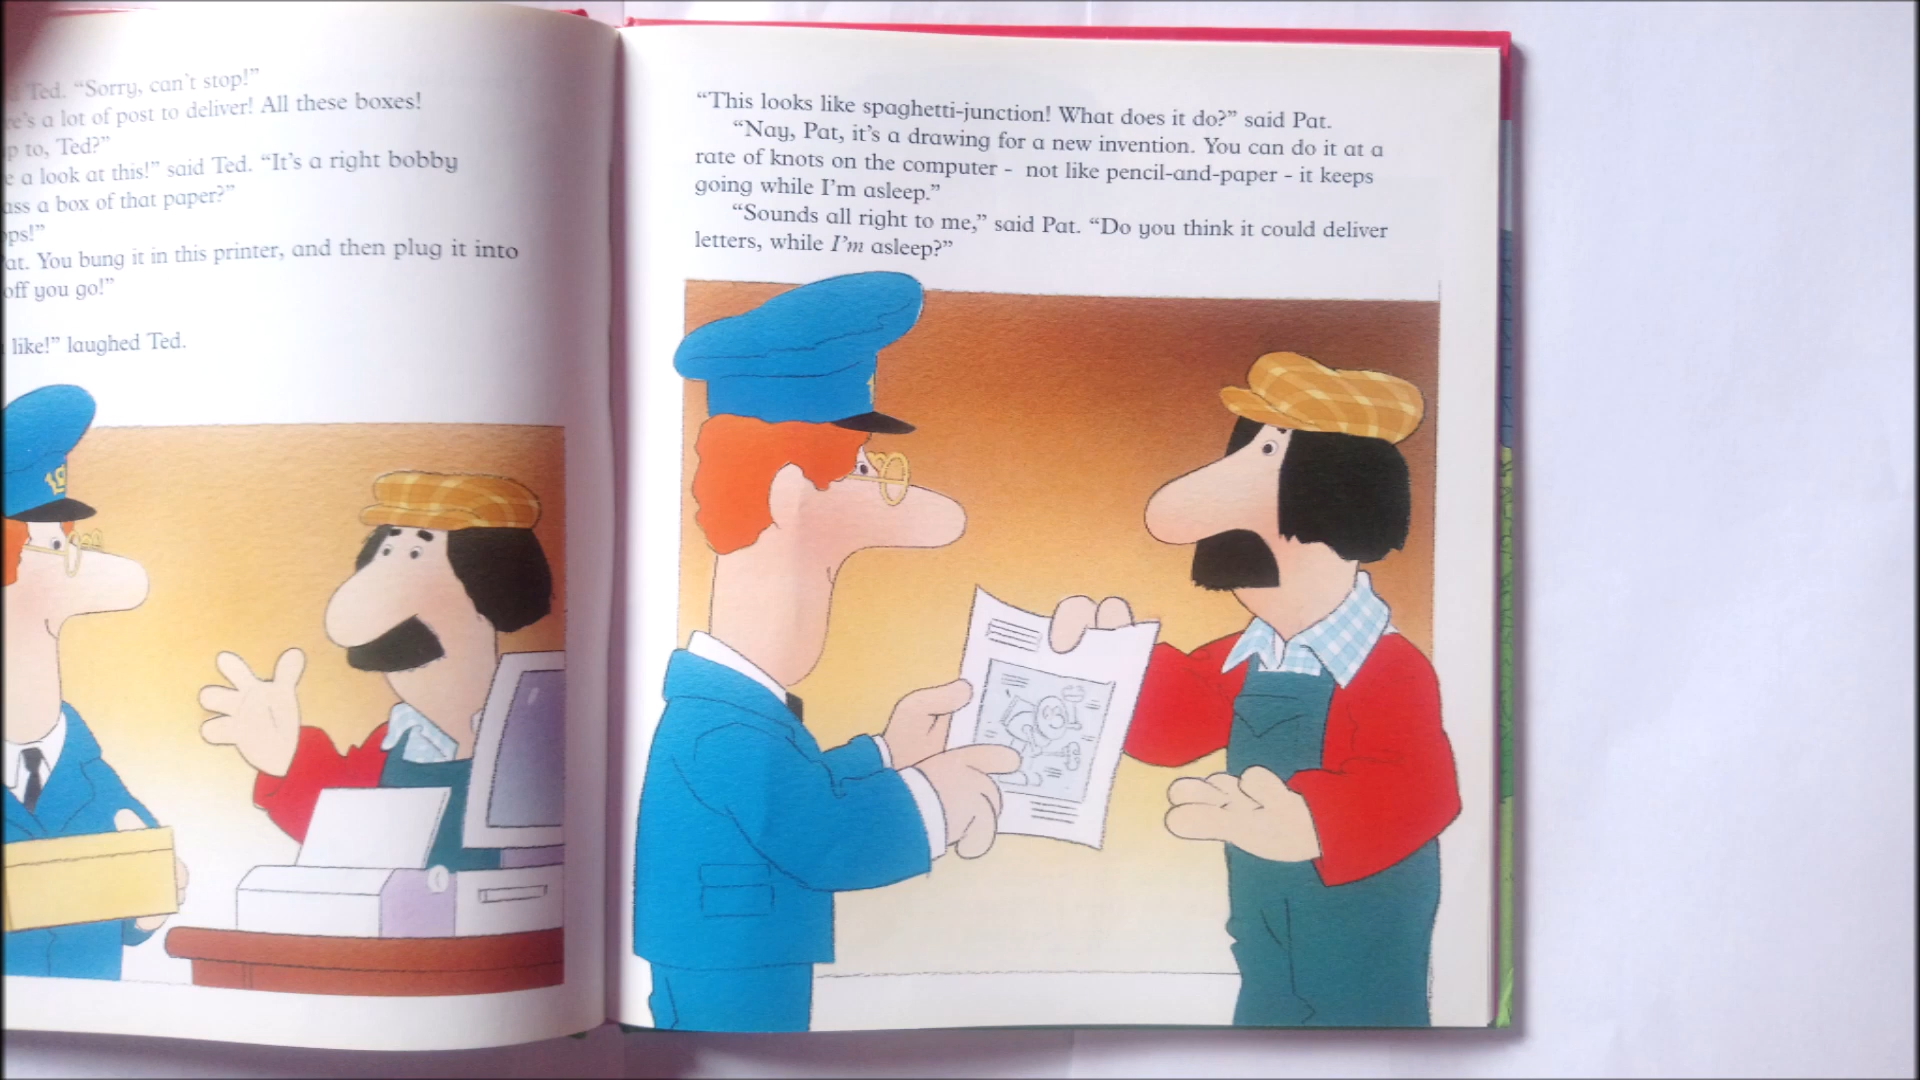 Ted. “Sorry, can’t stop!”
a lot of post to deliver! All these boxes!
to, Ted?”
a look at this!” said Ted. “It’s a right bobby
a box of that paper?”
You bung it in this printer, and then plug it into
off you go!”
like!” laughed Ted.
“This looks like spaghetti-junction! What does it do?” said Pat.
“Nay, Pat, it’s a drawing for a new invention. You can do it at a
rate of knots on the computer - not like pencil-and-paper - it keeps
going while I’m asleep.”
“Sounds all right to me,” said Pat. “Do you think it could deliver
letters, while I’m asleep?”